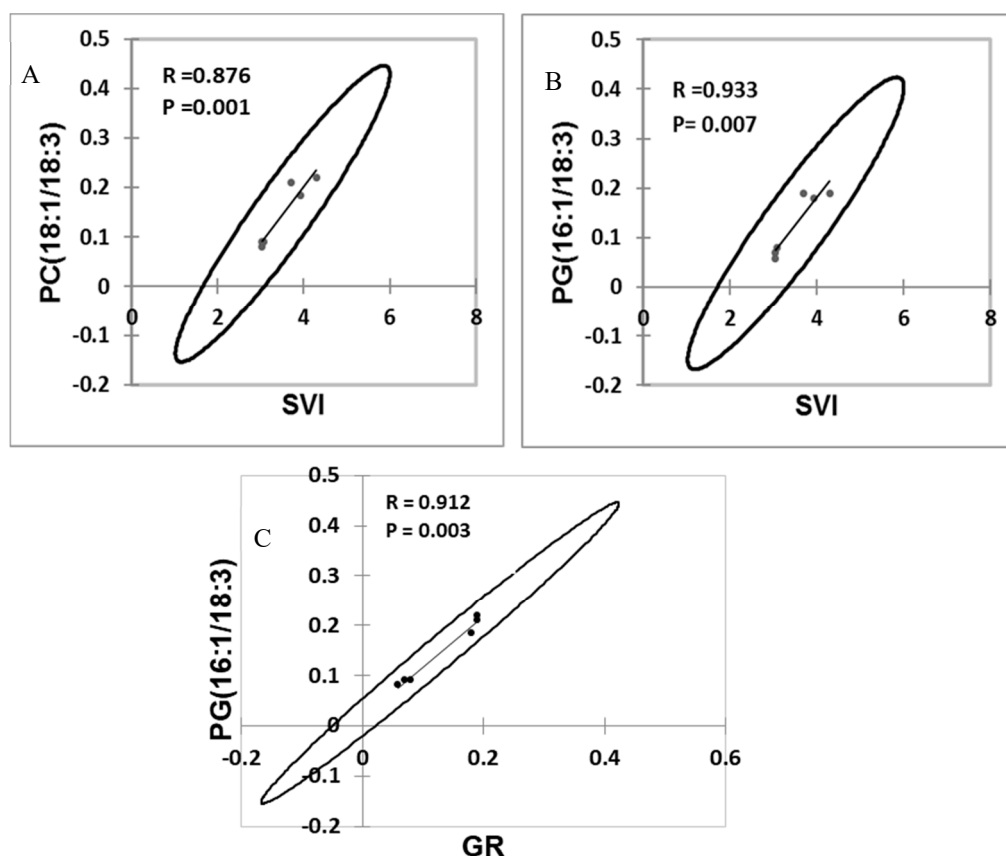 A
R =0.876
P =0.001
PC(18:1/18:3)
0.5
0.4
0.3
0.2
0.1
0
-0.1
-0.2
0
2
4
6
8
SVI
B
R =0.933
P= 0.007
PG(16:1/18:3)
0.5
0.4
0.3
0.2
0.1
0
-0.1
-0.2
0
2
4
6
8
SVI
C
R = 0.912
P = 0.003
PG(16:1/18:3)
0.5
0.4
0.3
0.2
0.1
0
-0.1
-0.2
-0.2
0
0.2
0.4
0.6
GR